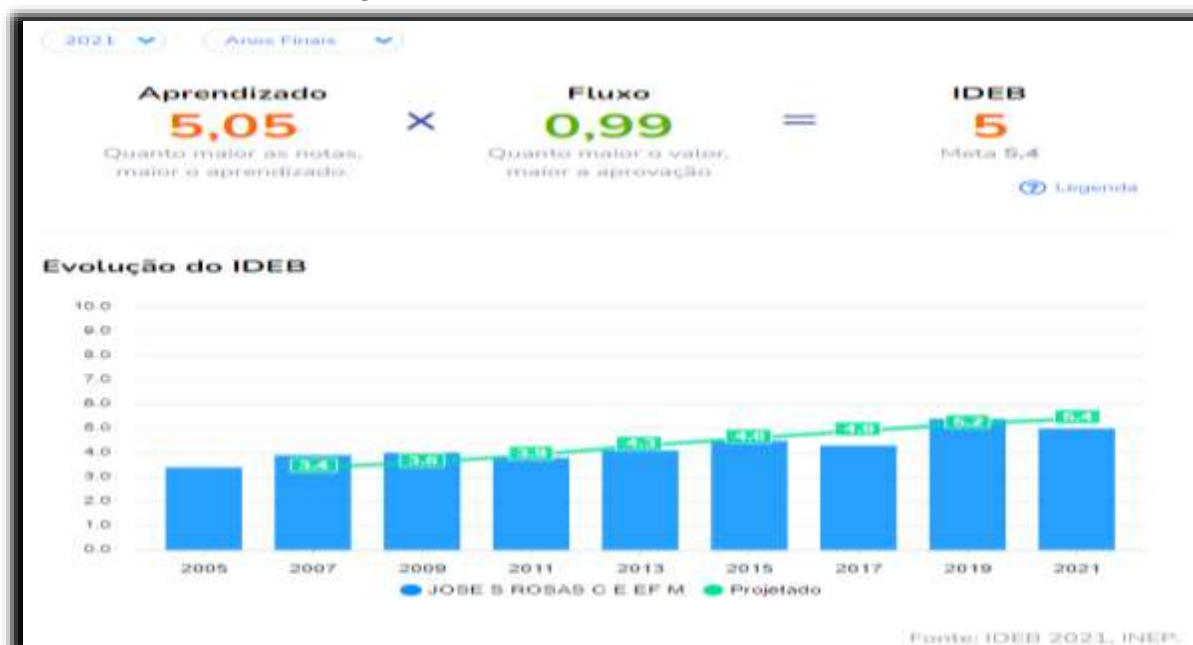 2021 Anos Finais
Aprendizado × Fluxo = IDEB
5,05 0,99 5
Quanto maior as notas, maior o aprendizado.
Quanto maior o valor, maior a aprovação.
Meta 5,4
? Legenda
Evolução do IDEB
10.0
9.0
8.0
7.0
6.0
5.0
4.0
3.0
2.0
1.0
0.0
3.4 3.6 3.9 4.3 4.6 4.9 5.2 5.4
2005 2007 2009 2011 2013 2015 2017 2019 2021
JOSE S ROSAS C E EF M Projetado
Fonte: IDEB 2021, INEP.